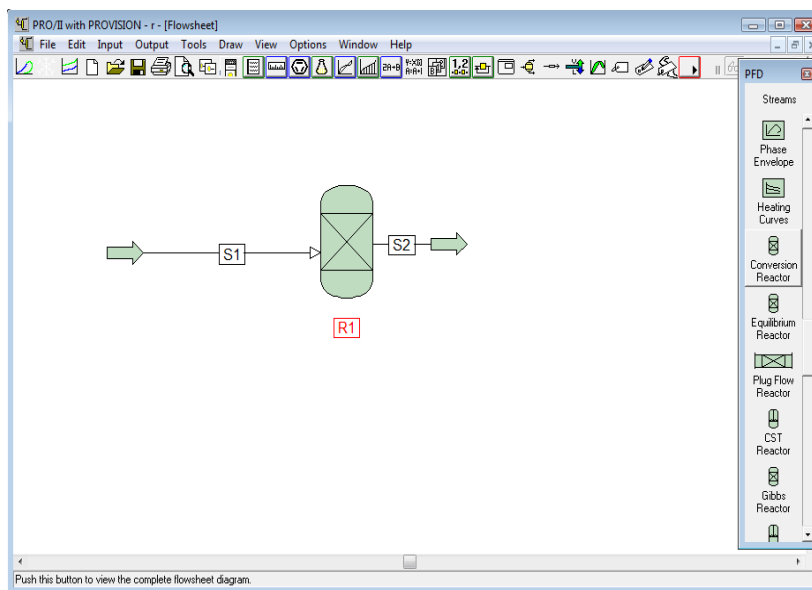 PRO/II with PROVISION - r - [Flowsheet]
File Edit Input Output Tools Draw View Options Window Help
PFD
Streams
Phase
Envelope
Heating
Curves
Conversion
Reactor
Equilibrium
Reactor
Plug Flow
Reactor
CST
Reactor
Gibbs
Reactor
S1
S2
R1
Push this button to view the complete flowsheet diagram.